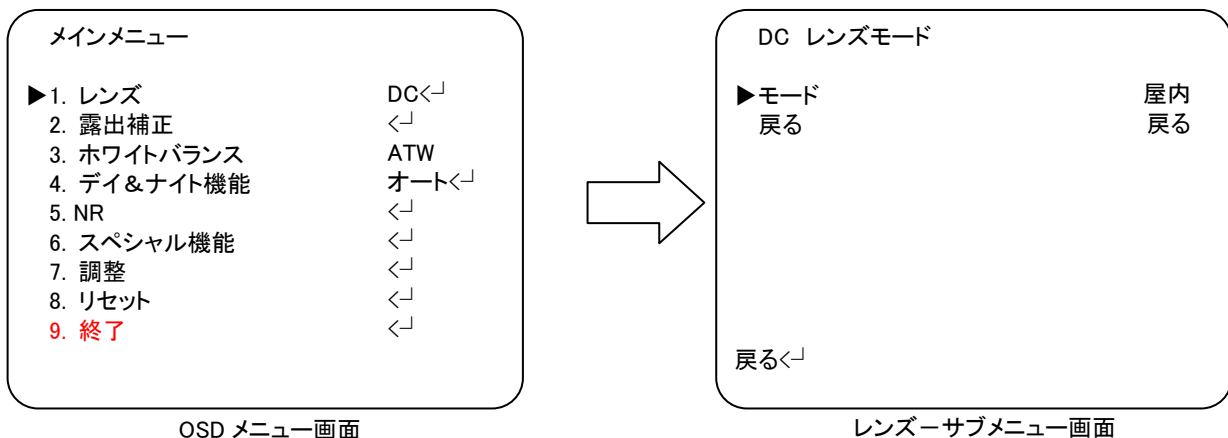 メインメニュー
▶1. レンズ DC<┘
2. 露出補正 <┘
3. ホワイトバランス ATW
4. デイ＆ナイト機能 オート<┘
5. NR <┘
6. スペシャル機能 <┘
7. 調整 <┘
8. リセット <┘
9. 終了 <┘
OSD メニュー画面
DC レンズモード
▶モード 屋内
戻る 戻る
戻る<┘
レンズ－サブメニュー画面